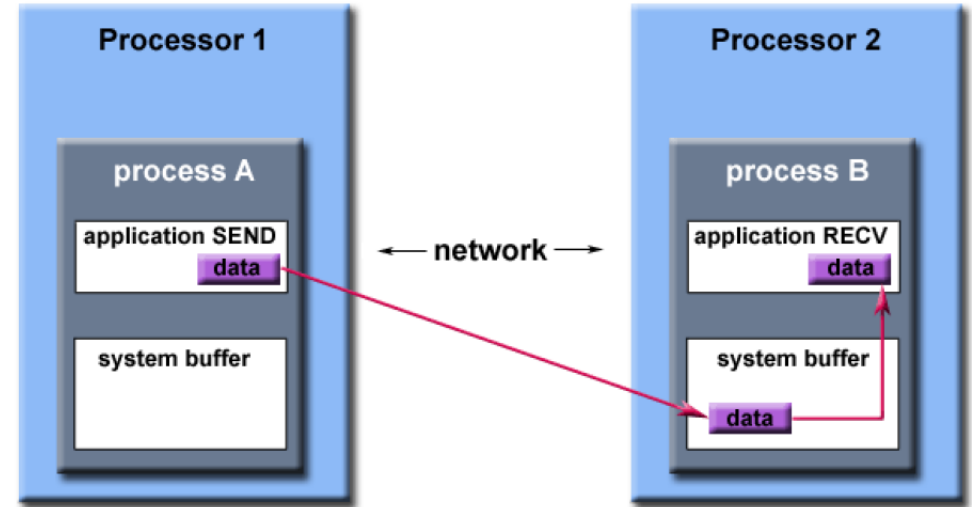 Processor 1
process A
application SEND
data
system buffer
network
Processor 2
process B
application RECV
data
system buffer
data